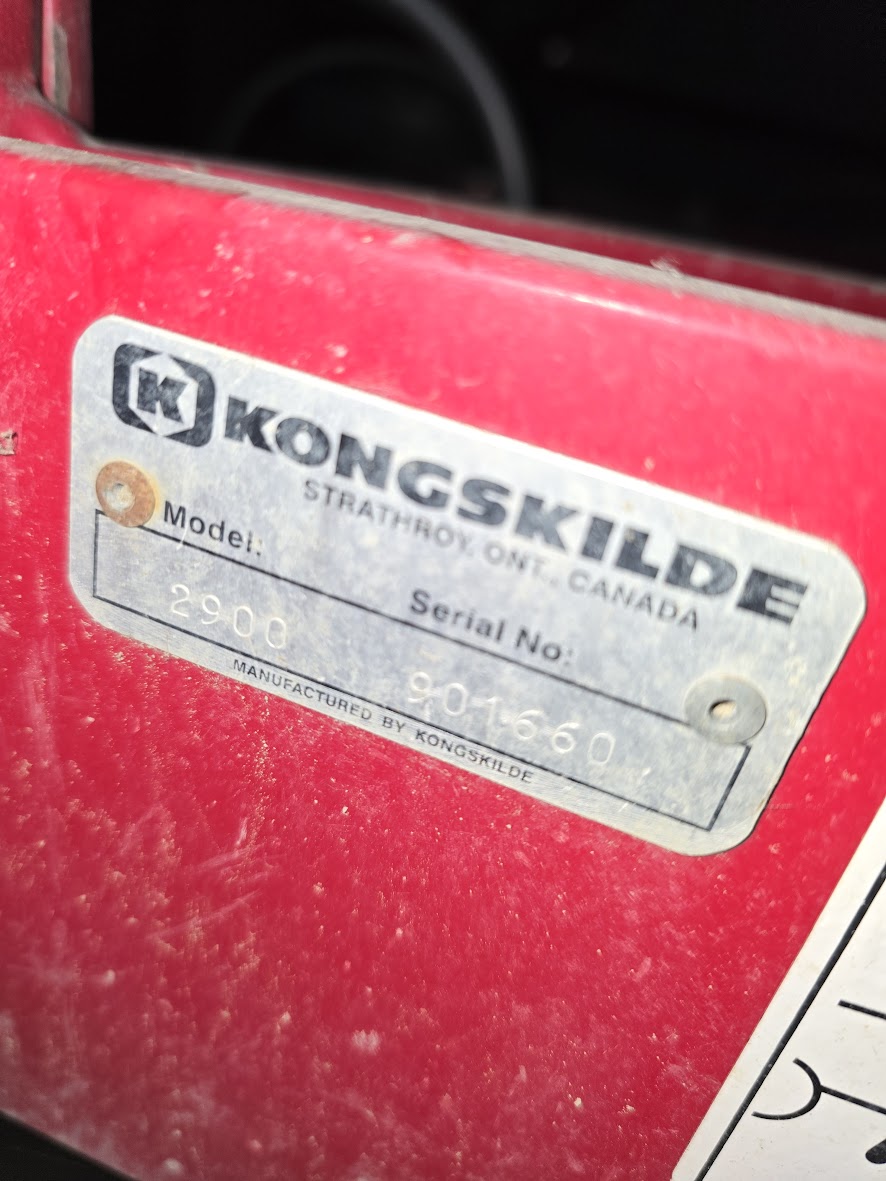 K KONGSKILDE
STRATHROY, ONT., CANADA
Model:
Serial No:
2900
901660
MANUFACTURED BY KONGSKILDE